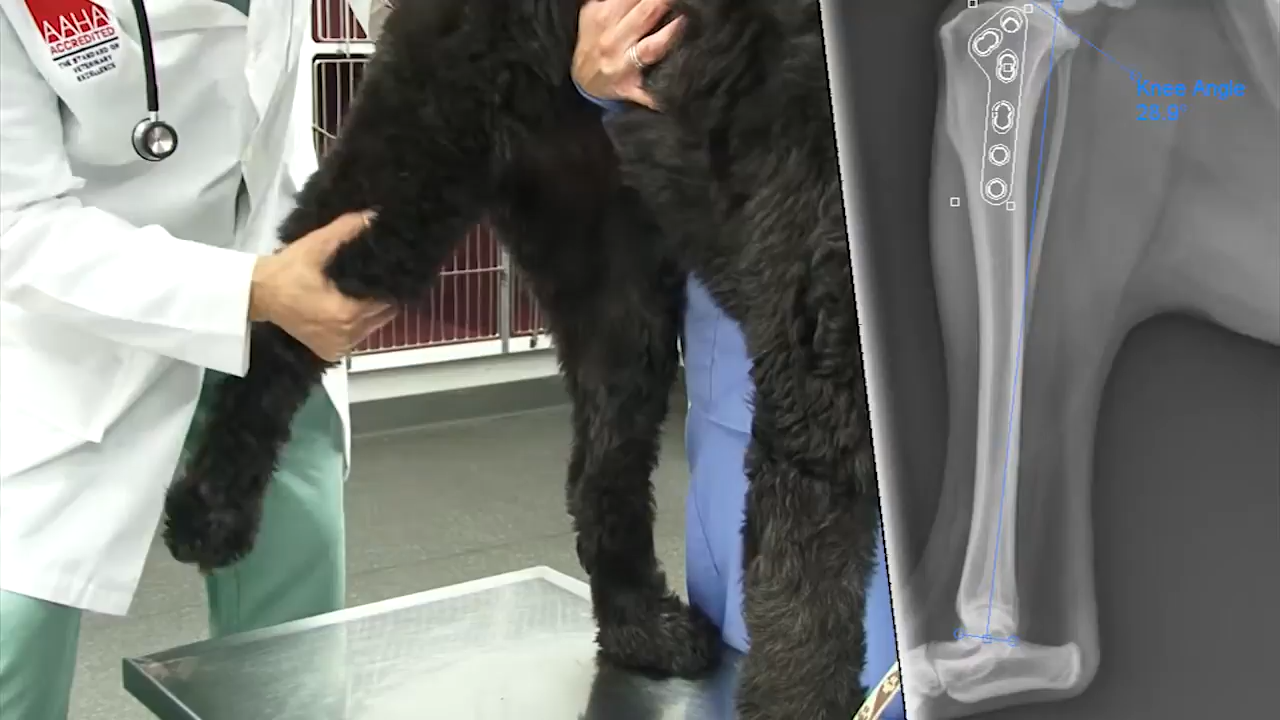 AAHA
ACCREDITED
THE STANDARD OF
VETERINARY
EXCELLENCE
Knee Angle
28.9°